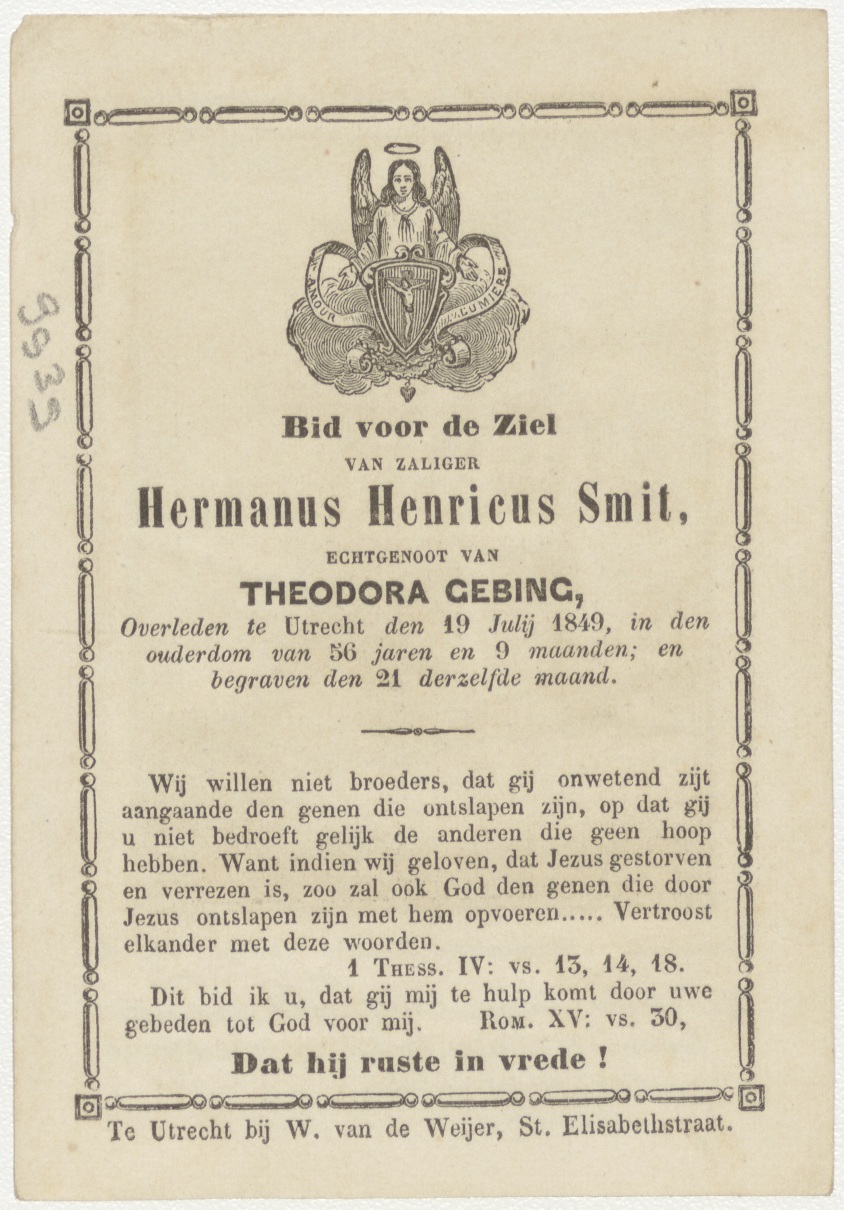 AMOUR LUMIERE
Bid voor de Ziel
VAN ZALIGER
Hermanus Henricus Smit,
ECHTGENOOT VAN
THEODORA GEBING,
Overleden te Utrecht den 19 Julij 1849, in den
ouderdom van 56 jaren en 9 maanden; en
begraven den 21 derzelfde maand.
Wij willen niet broeders, dat gij onwetend zijt
aangaande den genen die ontslapen zijn, op dat gij
u niet bedroeft gelijk de anderen die geen hoop
hebben. Want indien wij geloven, dat Jezus gestorven
en verrezen is, zoo zal ook God den genen die door
Jezus ontslapen zijn met hem opvoeren..... Vertroost
elkander met deze woorden.
1 THESS. IV: vs. 13, 14, 18.
Dit bid ik u, dat gij mij te hulp komt door uwe
gebeden tot God voor mij. ROM. XV: vs. 30,
Dat hij ruste in vrede !
Te Utrecht bij W. van de Weijer, St. Elisabethstraat.
9939